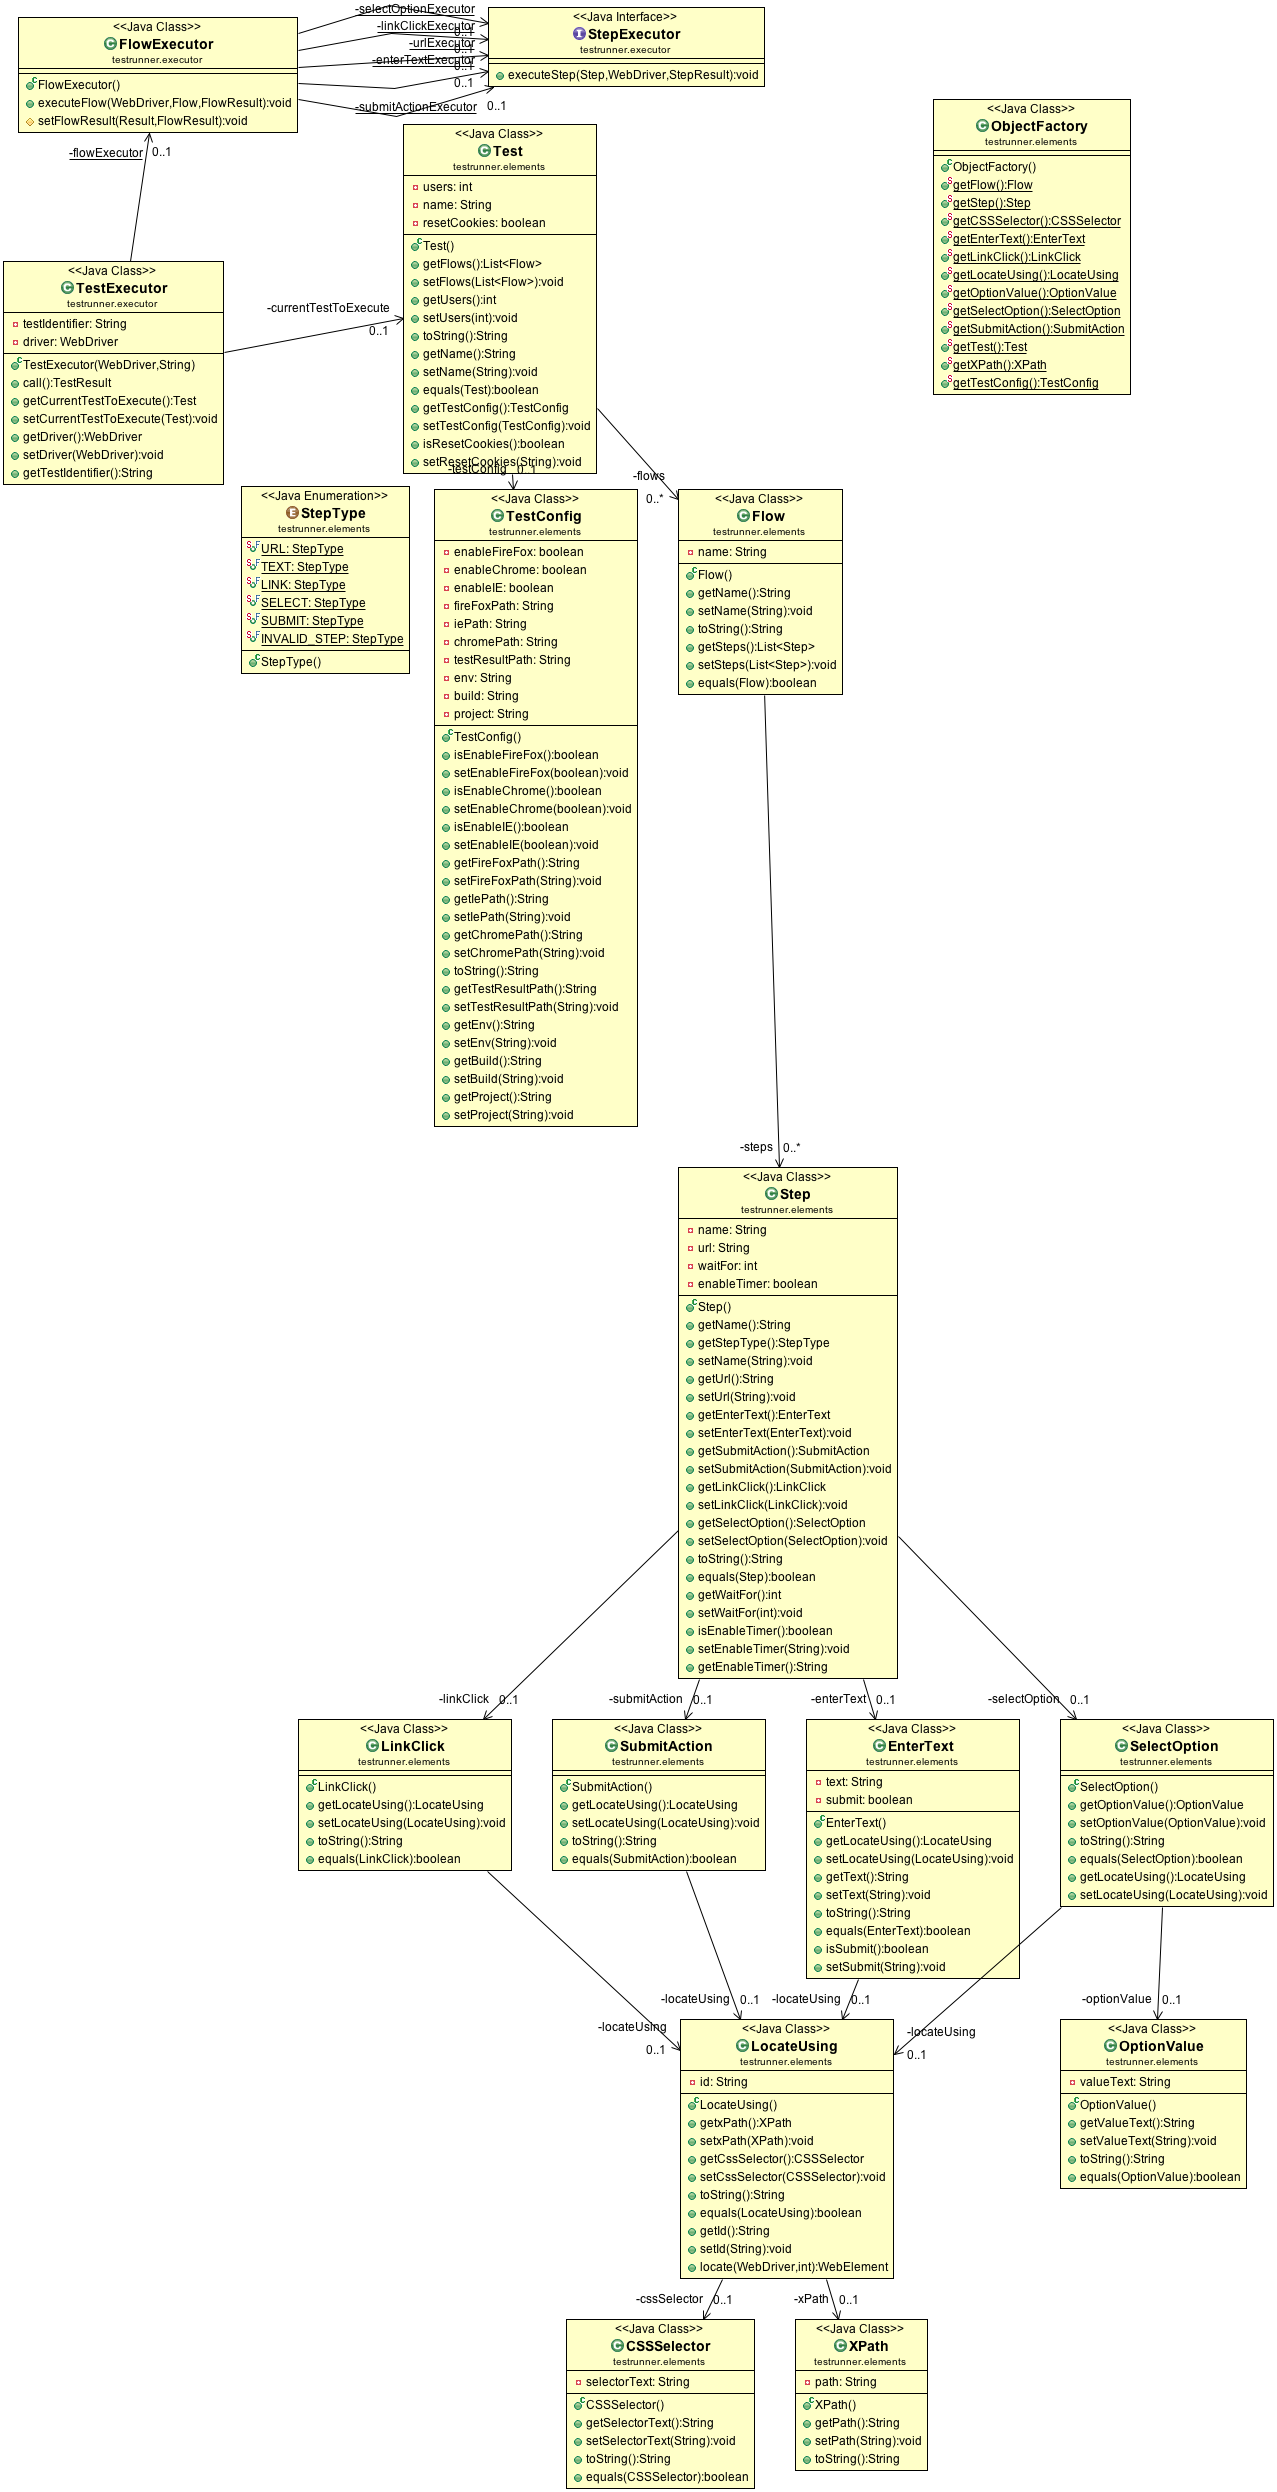 <<Java Class>>
FlowExecutor
testrunner.executor
FlowExecutor()
executeFlow(WebDriver,Flow,FlowResult):void
setFlowResult(Result,FlowResult):void
-selectOptionExecutor
0..1
-linkClickExecutor
0..1
-urlExecutor
0..1
-enterTextExecutor
0..1
-submitActionExecutor
0..1
<<Java Interface>>
StepExecutor
testrunner.executor
executeStep(Step,WebDriver,StepResult):void
<<Java Class>>
ObjectFactory
testrunner.elements
ObjectFactory()
getFlow():Flow
getStep():Step
getCSSSelector():CSSSelector
getEnterText():EnterText
getLinkClick():LinkClick
getLocateUsing():LocateUsing
getOptionValue():OptionValue
getSelectOption():SelectOption
getSubmitAction():SubmitAction
getTest():Test
getXPath():XPath
getTestConfig():TestConfig
-flowExecutor
0..1
<<Java Class>>
Test
testrunner.elements
users: int
name: String
resetCookies: boolean
Test()
getFlows():List<Flow>
setFlows(List<Flow>):void
getUsers():int
setUsers(int):void
toString():String
getName():String
setName(String):void
equals(Test):boolean
getTestConfig():TestConfig
setTestConfig(TestConfig):void
isResetCookies():boolean
setResetCookies(String):void
<<Java Class>>
TestExecutor
testrunner.executor
testIdentifier: String
driver: WebDriver
TestExecutor(WebDriver,String)
call():TestResult
getCurrentTestToExecute():Test
setCurrentTestToExecute(Test):void
getDriver():WebDriver
setDriver(WebDriver):void
getTestIdentifier():String
-currentTestToExecute
0..1
-testConfig
0..1
-flows
0..*
<<Java Enumeration>>
StepType
testrunner.elements
URL: StepType
TEXT: StepType
LINK: StepType
SELECT: StepType
SUBMIT: StepType
INVALID_STEP: StepType
StepType()
<<Java Class>>
TestConfig
testrunner.elements
enableFireFox: boolean
enableChrome: boolean
enableIE: boolean
fireFoxPath: String
iePath: String
chromePath: String
testResultPath: String
env: String
build: String
project: String
TestConfig()
isEnableFireFox():boolean
setEnableFireFox(boolean):void
isEnableChrome():boolean
setEnableChrome(boolean):void
isEnableIE():boolean
setEnableIE(boolean):void
getFireFoxPath():String
setFireFoxPath(String):void
getIePath():String
setIePath(String):void
getChromePath():String
setChromePath(String):void
toString():String
getTestResultPath():String
setTestResultPath(String):void
getEnv():String
setEnv(String):void
getBuild():String
setBuild(String):void
getProject():String
setProject(String):void
<<Java Class>>
Flow
testrunner.elements
name: String
Flow()
getName():String
setName(String):void
toString():String
getSteps():List<Step>
setSteps(List<Step>):void
equals(Flow):boolean
-steps
0..*
<<Java Class>>
Step
testrunner.elements
name: String
url: String
waitFor: int
enableTimer: boolean
Step()
getName():String
getStepType():StepType
setName(String):void
getUrl():String
setUrl(String):void
getEnterText():EnterText
setEnterText(EnterText):void
getSubmitAction():SubmitAction
setSubmitAction(SubmitAction):void
getLinkClick():LinkClick
setLinkClick(LinkClick):void
getSelectOption():SelectOption
setSelectOption(SelectOption):void
toString():String
equals(Step):boolean
getWaitFor():int
setWaitFor(int):void
isEnableTimer():boolean
setEnableTimer(String):void
getEnableTimer():String
-linkClick
0..1
-submitAction
0..1
-enterText
0..1
-selectOption
0..1
<<Java Class>>
LinkClick
testrunner.elements
LinkClick()
getLocateUsing():LocateUsing
setLocateUsing(LocateUsing):void
toString():String
equals(LinkClick):boolean
<<Java Class>>
SubmitAction
testrunner.elements
SubmitAction()
getLocateUsing():LocateUsing
setLocateUsing(LocateUsing):void
toString():String
equals(SubmitAction):boolean
<<Java Class>>
EnterText
testrunner.elements
text: String
submit: boolean
EnterText()
getLocateUsing():LocateUsing
setLocateUsing(LocateUsing):void
getText():String
setText(String):void
toString():String
equals(EnterText):boolean
isSubmit():boolean
setSubmit(String):void
<<Java Class>>
SelectOption
testrunner.elements
SelectOption()
getOptionValue():OptionValue
setOptionValue(OptionValue):void
toString():String
equals(SelectOption):boolean
getLocateUsing():LocateUsing
setLocateUsing(LocateUsing):void
-locateUsing
0..1
-locateUsing
0..1
-locateUsing
0..1
-locateUsing
0..1
-optionValue
0..1
<<Java Class>>
LocateUsing
testrunner.elements
id: String
LocateUsing()
getxPath():XPath
setxPath(XPath):void
getCssSelector():CSSSelector
setCssSelector(CSSSelector):void
toString():String
equals(LocateUsing):boolean
getId():String
setId(String):void
locate(WebDriver,int):WebElement
<<Java Class>>
OptionValue
testrunner.elements
valueText: String
OptionValue()
getValueText():String
setValueText(String):void
toString():String
equals(OptionValue):boolean
-cssSelector
0..1
-xPath
0..1
<<Java Class>>
CSSSelector
testrunner.elements
selectorText: String
CSSSelector()
getSelectorText():String
setSelectorText(String):void
toString():String
equals(CSSSelector):boolean
<<Java Class>>
XPath
testrunner.elements
path: String
XPath()
getPath():String
setPath(String):void
toString():String